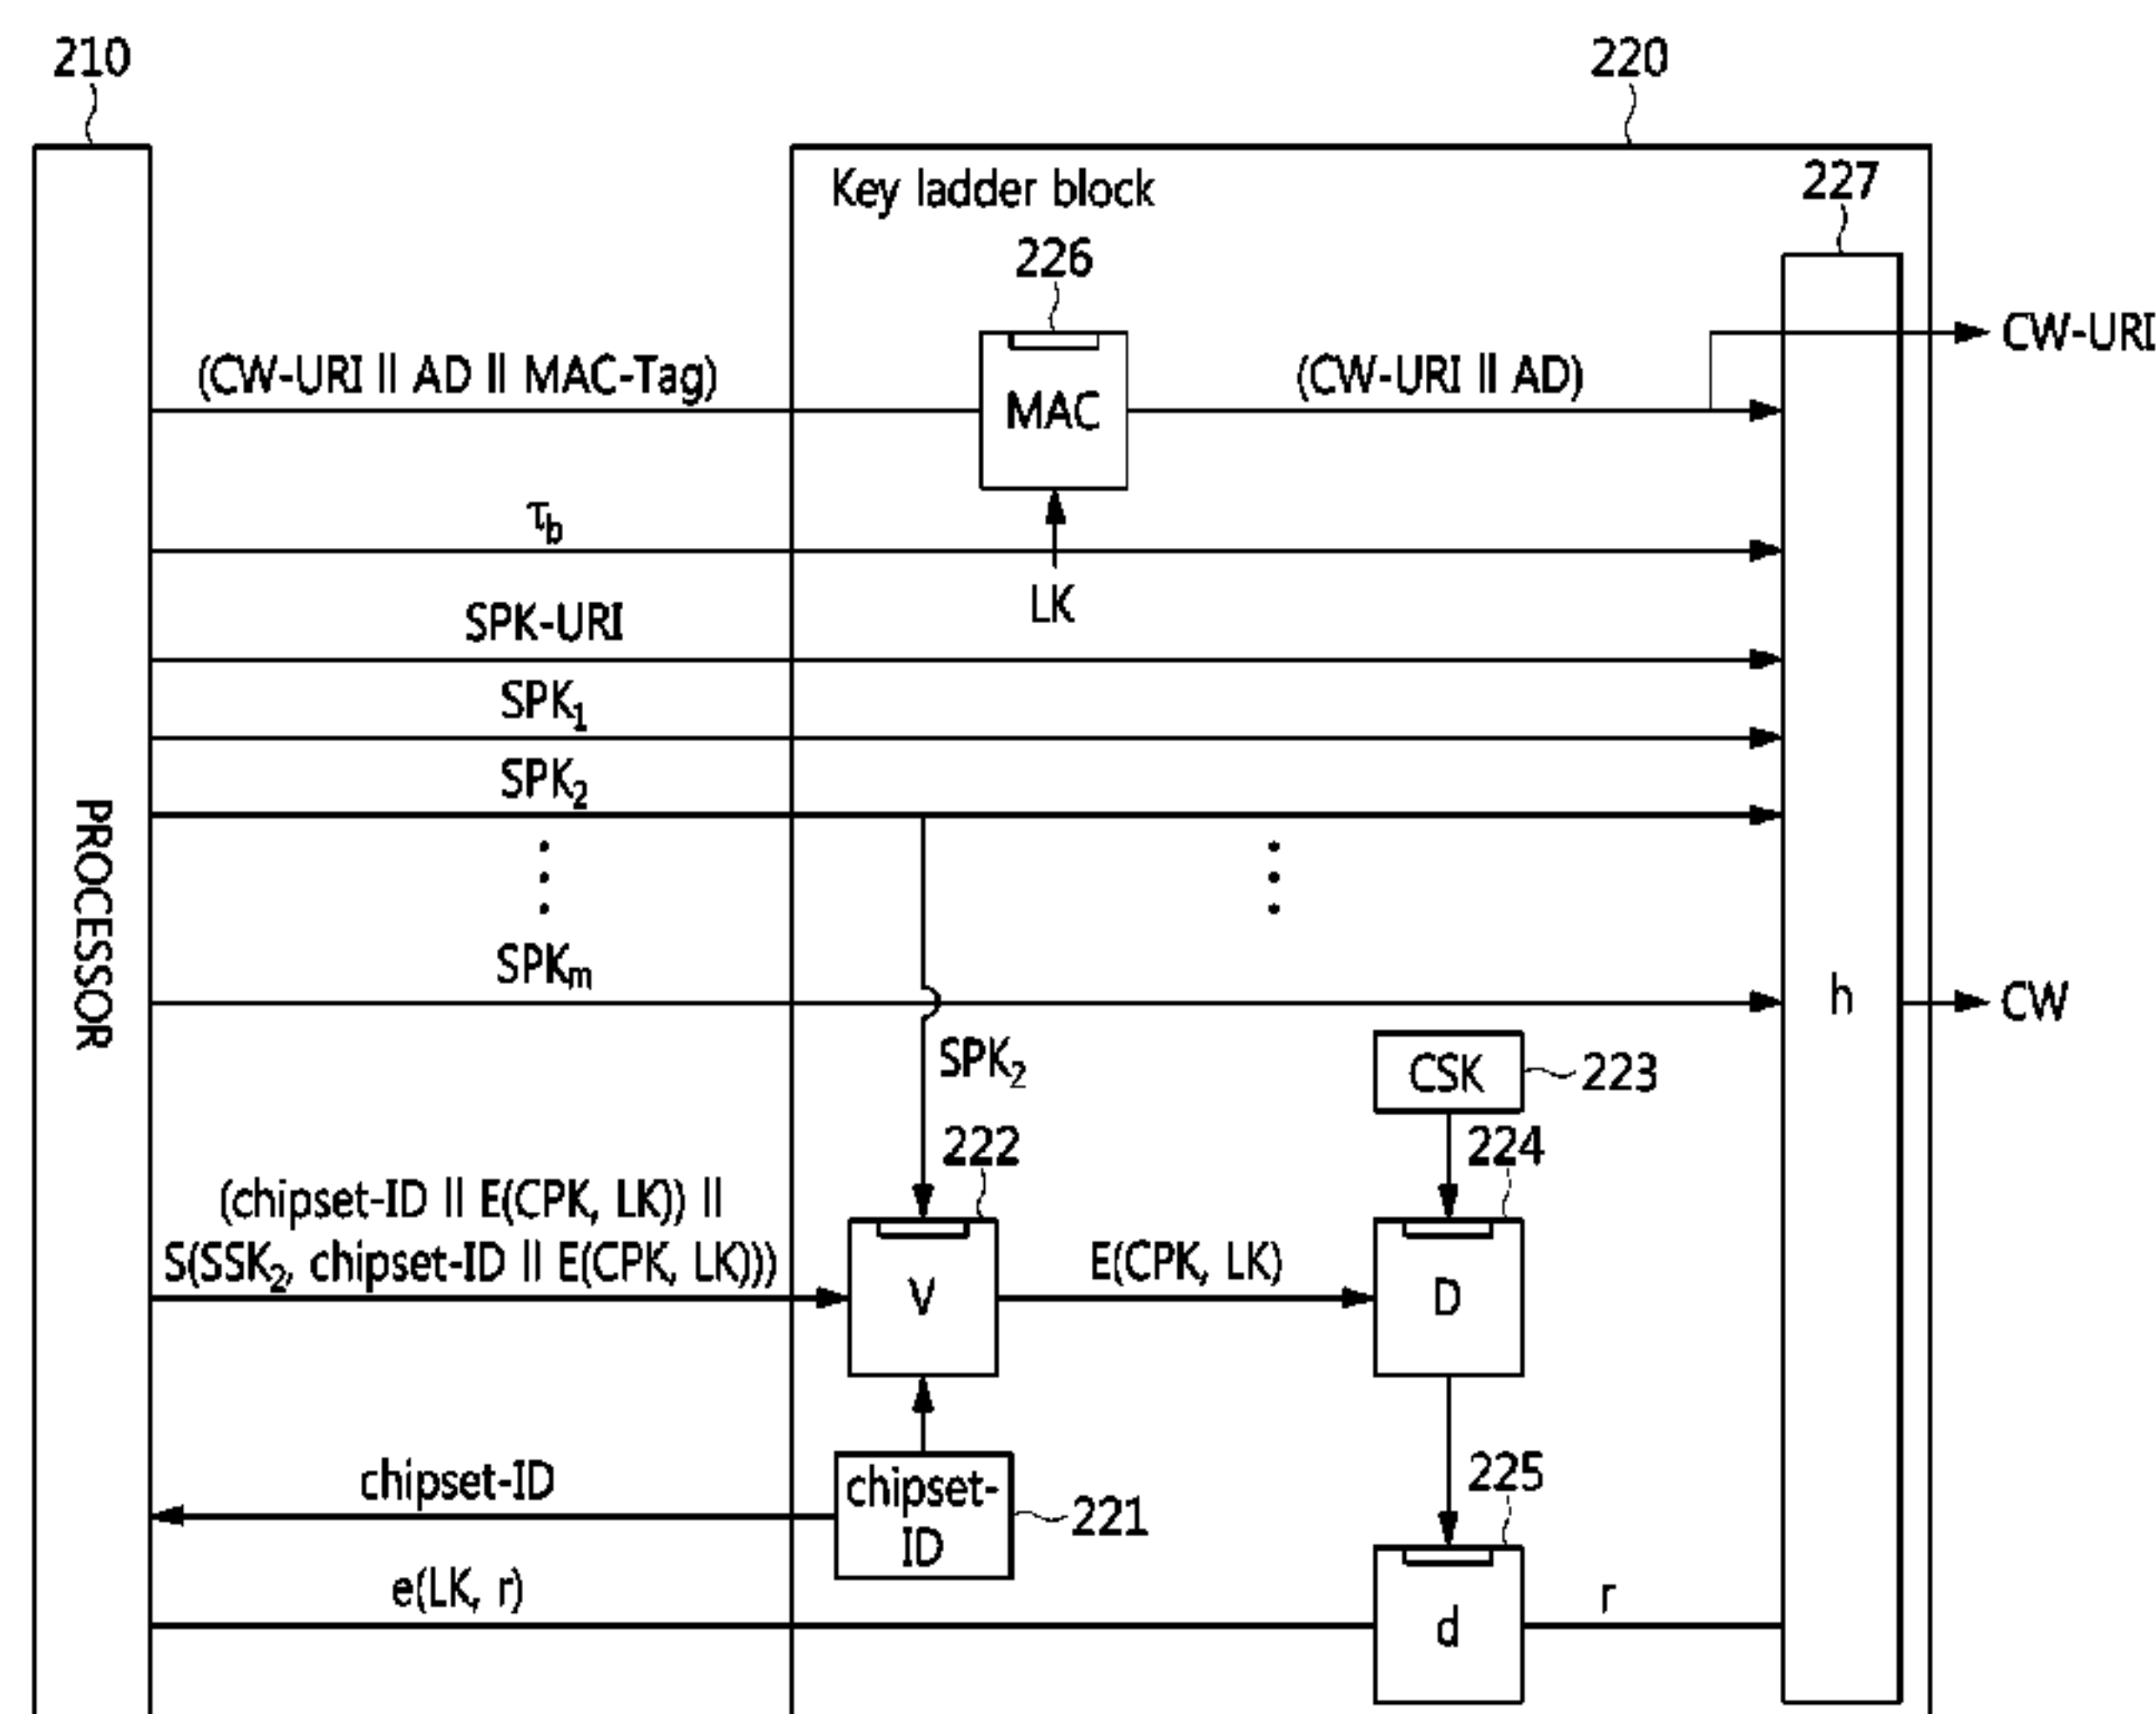 210
220
Key ladder block
227
226
CW-URI
(CW-URI || AD || MAC-Tag)
MAC
(CW-URI || AD)
τb
LK
SPK-URI
SPK1
SPK2
PROCESSOR
SPKm
h
CW
SPK2
CSK
223
222
224
(chipset-ID || E(CPK, LK)) ||
S(SSK2, chipset-ID || E(CPK, LK)))
V
E(CPK, LK)
D
chipset-ID
chipset-
ID
221
225
e(LK, r)
d
r